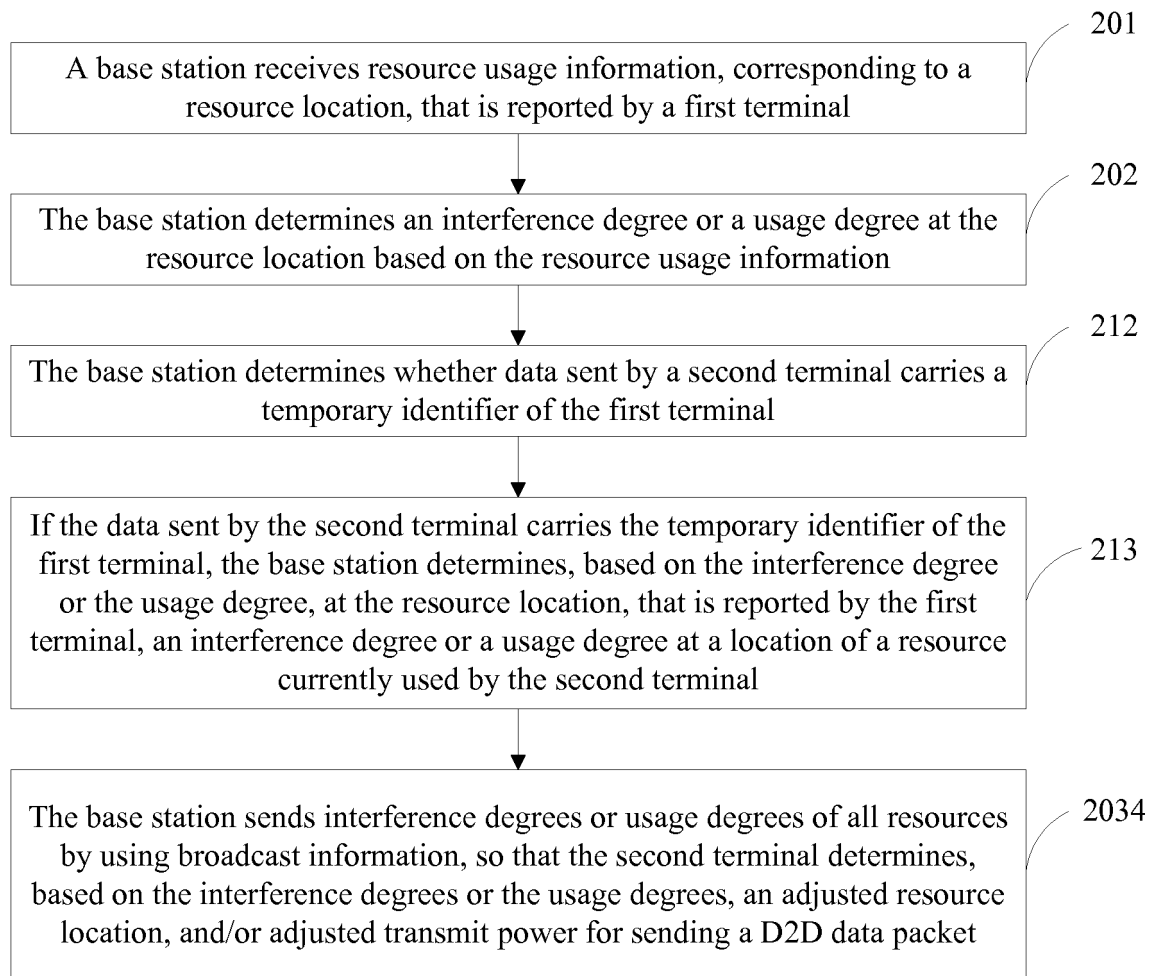 201
A base station receives resource usage information, corresponding to a
resource location, that is reported by a first terminal
202
The base station determines an interference degree or a usage degree at the
resource location based on the resource usage information
212
The base station determines whether data sent by a second terminal carries a
temporary identifier of the first terminal
213
If the data sent by the second terminal carries the temporary identifier of the
first terminal, the base station determines, based on the interference degree
or the usage degree, at the resource location, that is reported by the first
terminal, an interference degree or a usage degree at a location of a resource
currently used by the second terminal
2034
The base station sends interference degrees or usage degrees of all resources
by using broadcast information, so that the second terminal determines,
based on the interference degrees or the usage degrees, an adjusted resource
location, and/or adjusted transmit power for sending a D2D data packet